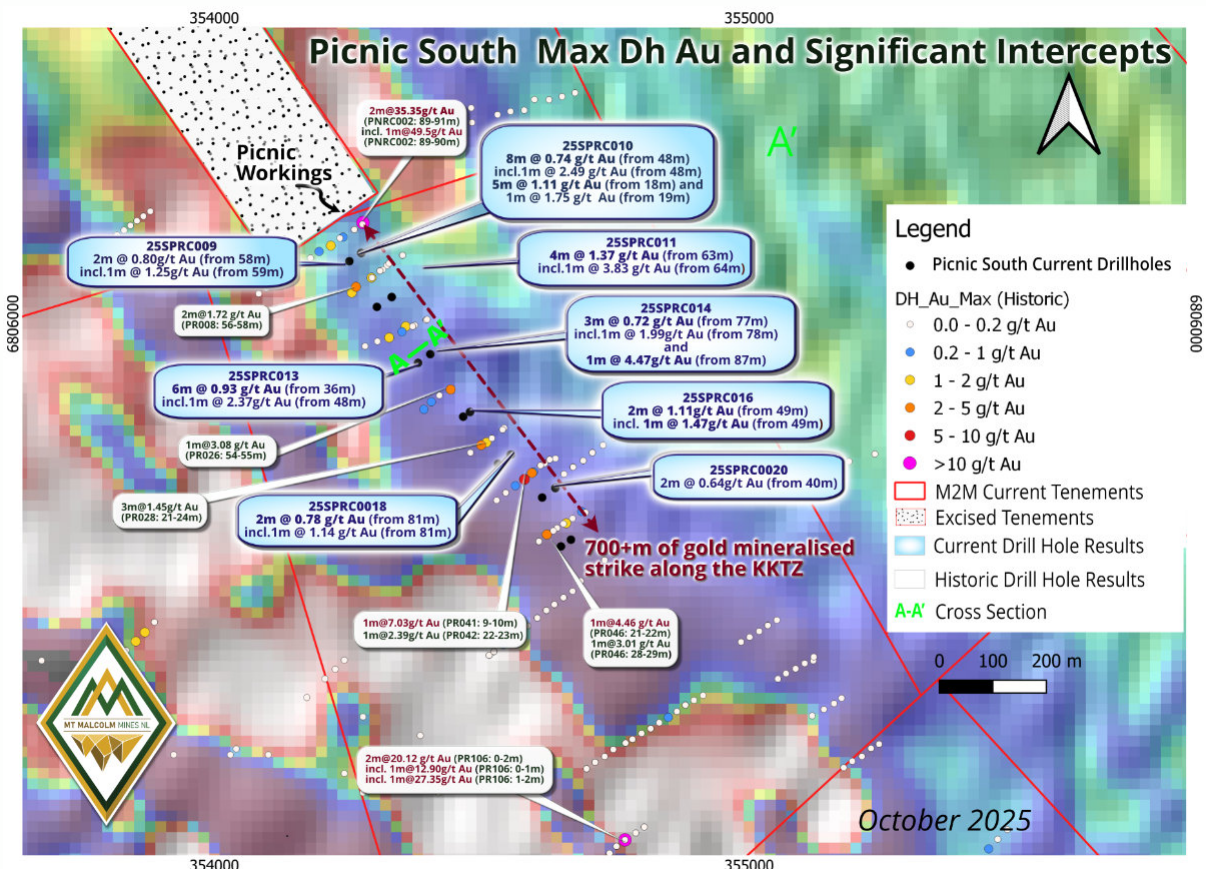 354000
355000
Picnic South Max Dh Au and Significant Intercepts
2m@35.35g/t Au
(PNRC002: 89-91m)
incl. 1m@49.5g/t Au
(PNRC002: 89-90m)
Picnic
Workings
25SPRC010
8m @ 0.74 g/t Au (from 48m)
incl.1m @ 2.49 g/t Au (from 48m)
5m @ 1.11 g/t Au (from 18m) and
1m @ 1.75 g/t Au (from 19m)
A'
25SPRC009
2m @ 0.80g/t Au (from 58m)
incl.1m @ 1.25g/t Au (from 59m)
25SPRC011
4m @ 1.37 g/t Au (from 63m)
incl.1m @ 3.83 g/t Au (from 64m)
2m@1.72 g/t Au
(PR008: 56-58m)
6806000
6806000
25SPRC014
3m @ 0.72 g/t Au (from 77m)
incl.1m @ 1.99g/t Au (from 78m)
and
1m @ 4.47g/t Au (from 87m)
A-A'
25SPRC013
6m @ 0.93 g/t Au (from 36m)
incl.1m @ 2.37g/t Au (from 48m)
25SPRC016
2m @ 1.11g/t Au (from 49m)
incl. 1m @ 1.47g/t Au (from 49m)
1m@3.08 g/t Au
(PR026: 54-55m)
25SPRC0020
2m @ 0.64g/t Au (from 40m)
3m@1.45g/t Au
(PR028: 21-24m)
25SPRC0018
2m @ 0.78 g/t Au (from 81m)
incl.1m @ 1.14 g/t Au (from 81m)
700+m of gold mineralised
strike along the KKTZ
1m@7.03g/t Au (PR041: 9-10m)
1m@2.39g/t Au (PR042: 22-23m)
1m@4.46 g/t Au
(PR046: 21-22m)
1m@3.01 g/t Au
(PR046: 28-29m)
Legend
Picnic South Current Drillholes
DH_Au_Max (Historic)
0.0 - 0.2 g/t Au
0.2 - 1 g/t Au
1 - 2 g/t Au
2 - 5 g/t Au
5 - 10 g/t Au
>10 g/t Au
M2M Current Tenements
Excised Tenements
Current Drill Hole Results
Historic Drill Hole Results
A-A' Cross Section
0 100 200 m
MT MALCOLM MINES NL
2m@20.12 g/t Au (PR106: 0-2m)
incl. 1m@12.90g/t Au (PR106: 0-1m)
incl. 1m@27.35g/t Au (PR106: 1-2m)
October 2025
354000
355000